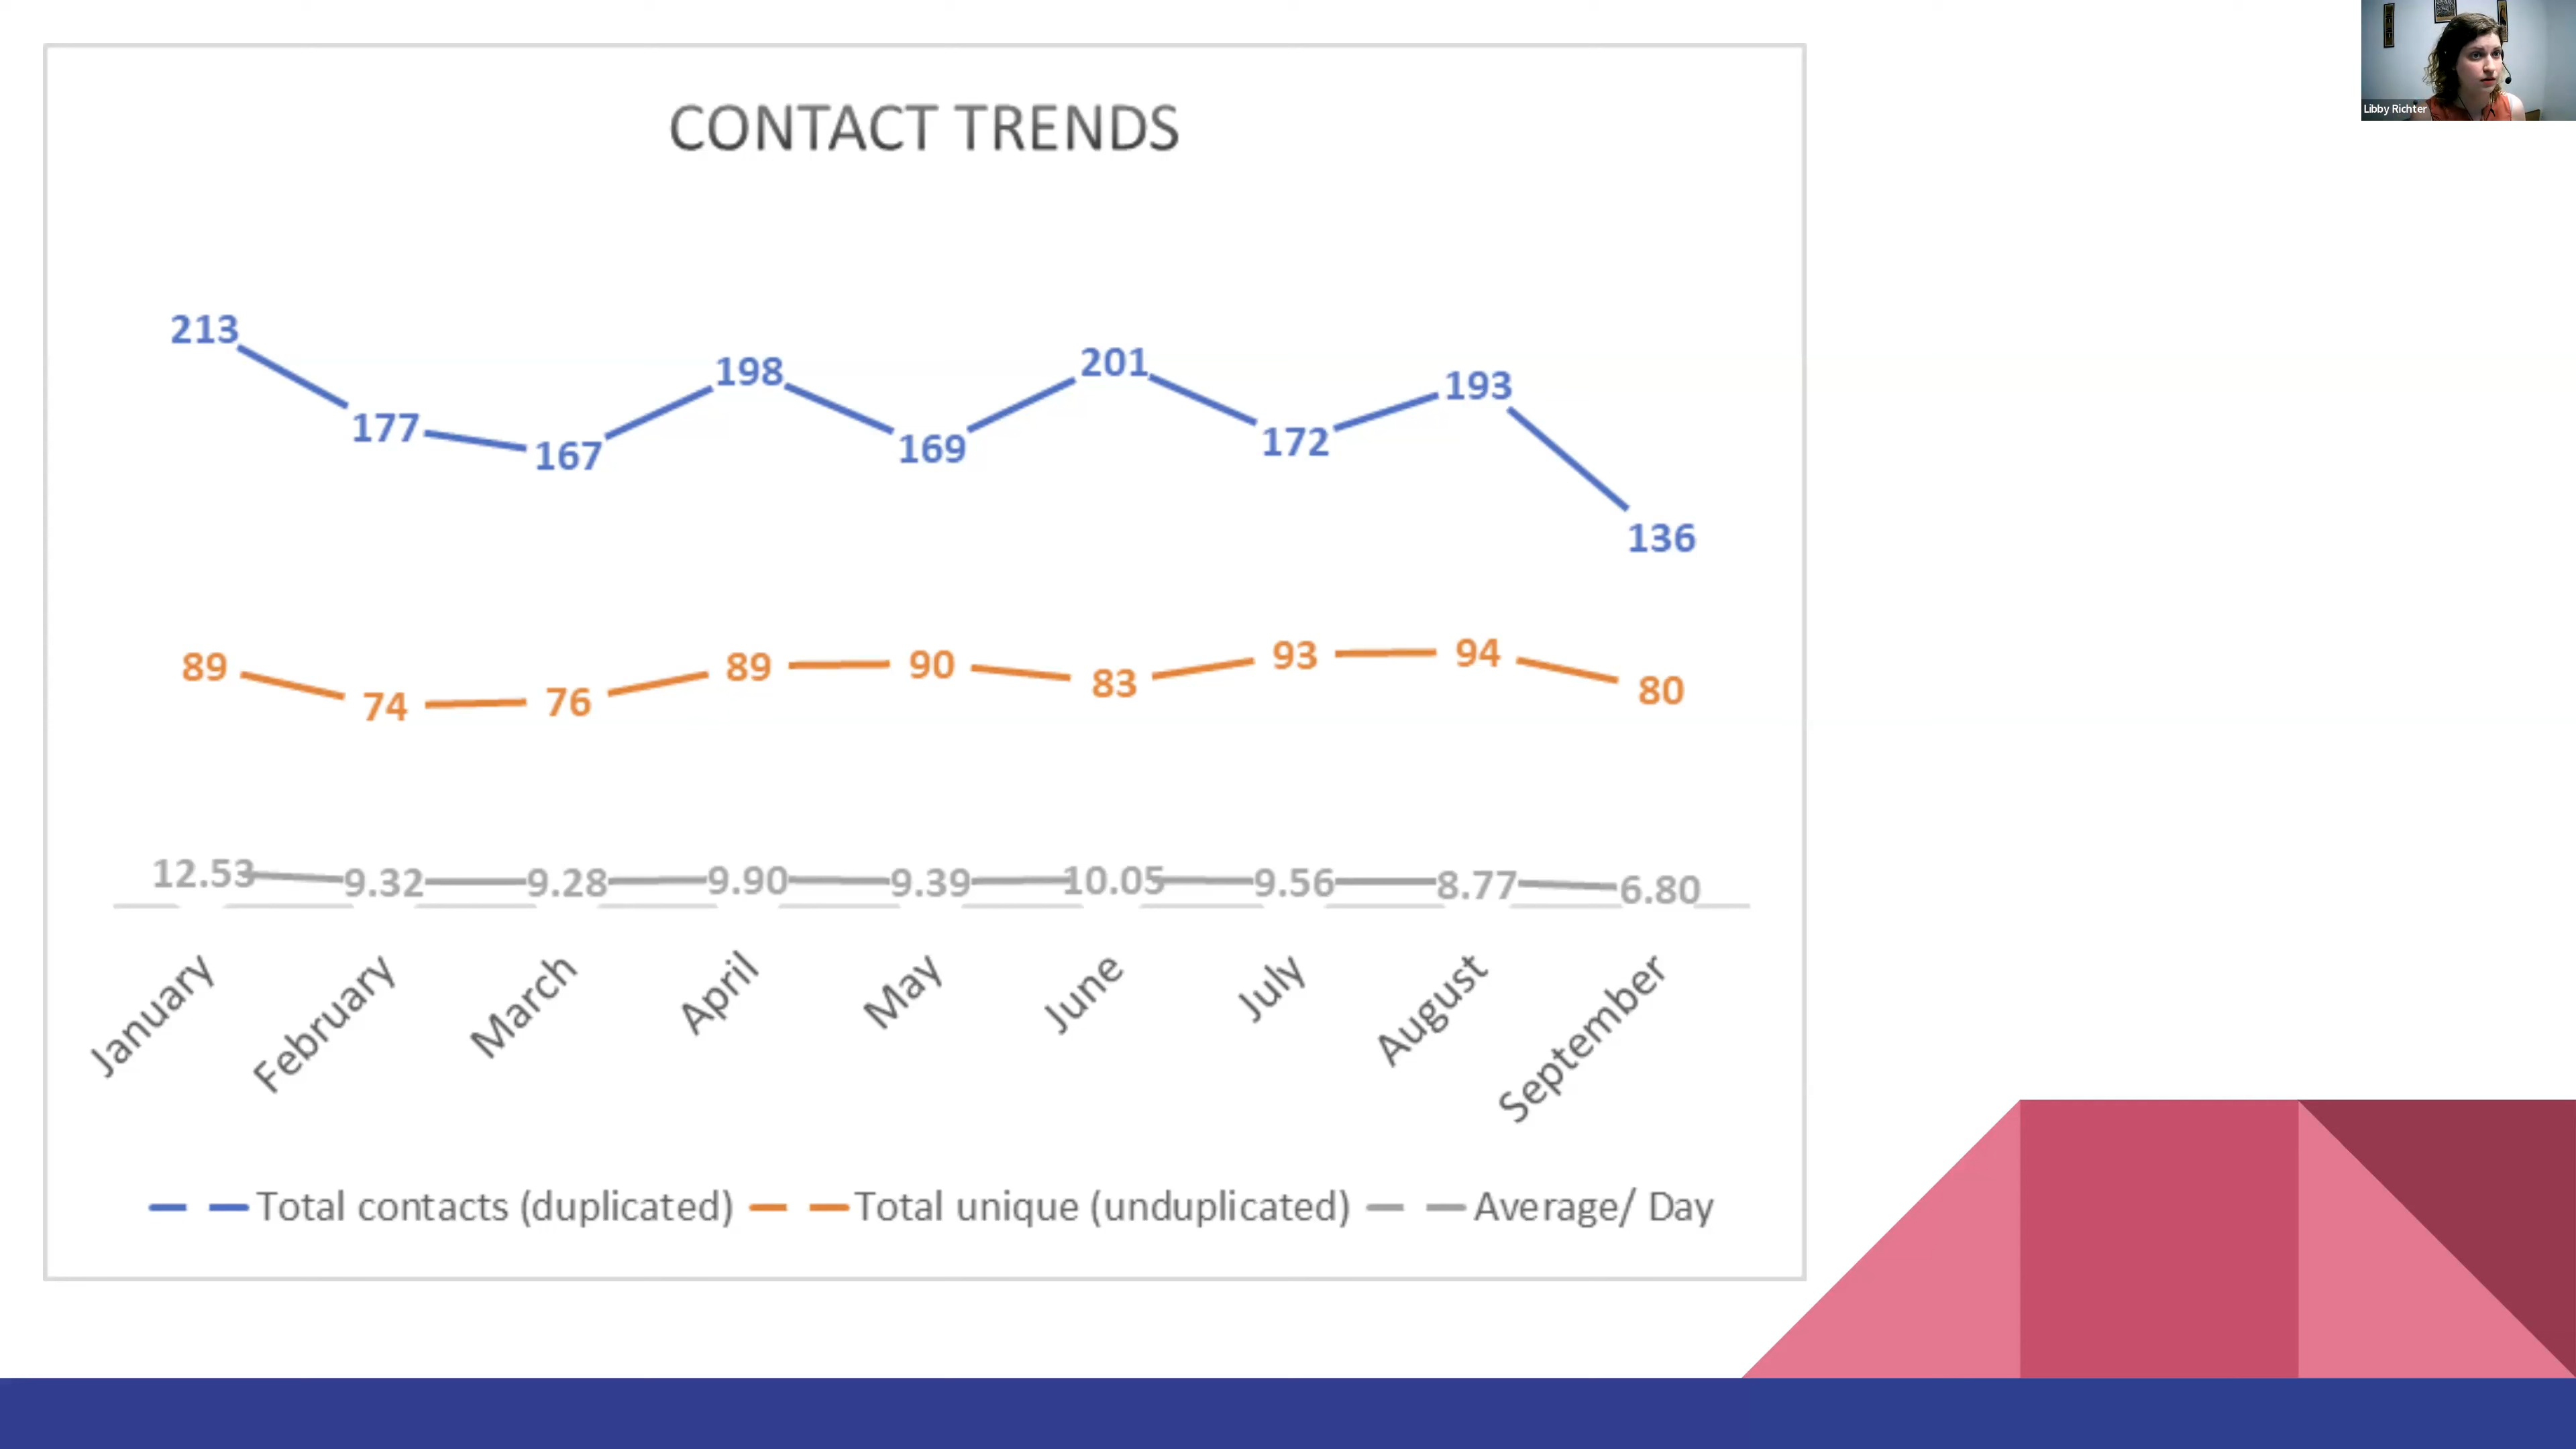 Libby Richter
CONTACT TRENDS
213
177
167
198
169
201
172
193
136
89
74
76
89
90
83
93
94
80
12.53
9.32
9.28
9.90
9.39
10.05
9.56
8.77
6.80
January
February
March
April
May
June
July
August
September
Total contacts (duplicated)
Total unique (unduplicated)
Average/ Day